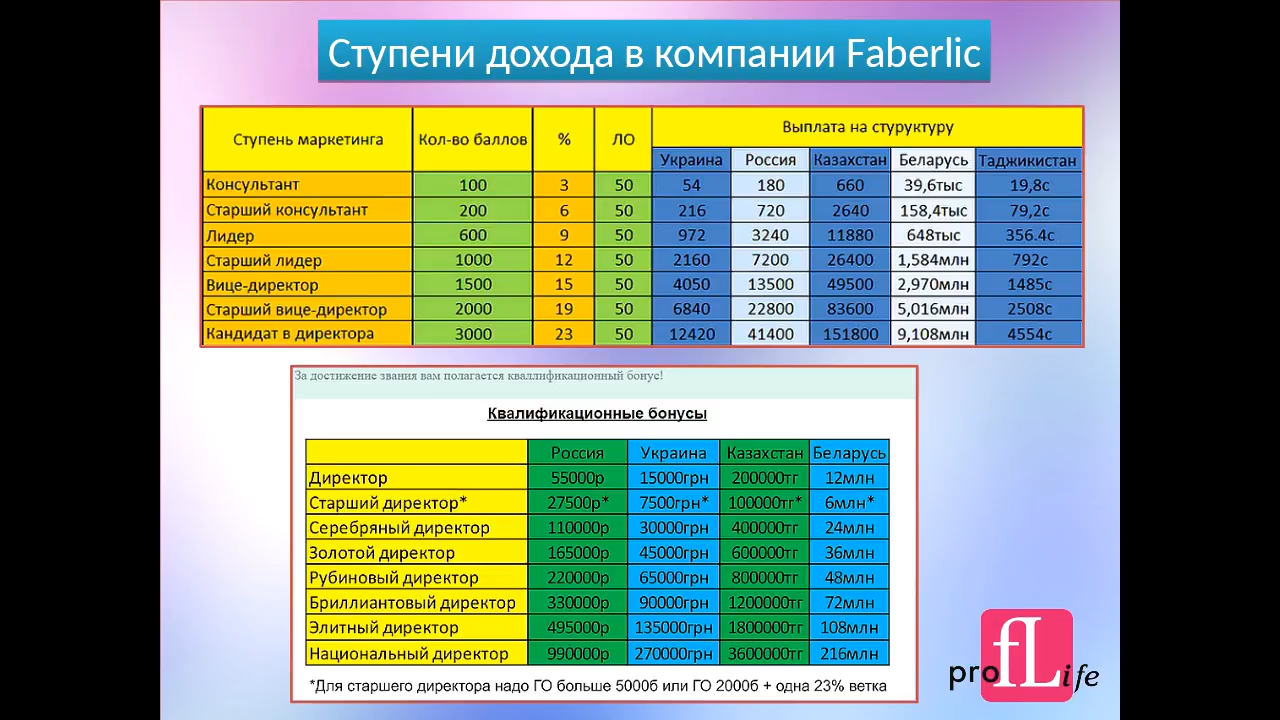 Ступени дохода в компании Faberlic
Ступень маркетинга Кол-во баллов % ЛО Выплата на стуруктуру
Украина Россия Казахстан Беларусь Таджикистан
Консультант 100 3 50 54 180 660 39,6тыс 19,8с
Старший консультант 200 6 50 216 720 2640 158,4тыс 79,2с
Лидер 600 9 50 972 3240 11880 648тыс 356.4с
Старший лидер 1000 12 50 2160 7200 26400 1,584млн 792с
Вице-директор 1500 15 50 4050 13500 49500 2,970млн 1485с
Старший вице-директор 2000 19 50 6840 22800 83600 5,016млн 2508с
Кандидат в директора 3000 23 50 12420 41400 151800 9,108млн 4554с
За достижение звания вам полагается кваллификационный бонус!
Квалификационные бонусы
Россия Украина Казахстан Беларусь
Директор 55000р 15000грн 200000тг 12млн
Старший директор* 27500р* 7500грн* 100000тг* 6млн*
Серебряный директор 110000р 30000грн 400000тг 24млн
Золотой директор 165000р 45000грн 600000тг 36млн
Рубиновый директор 220000р 65000грн 800000тг 48млн
Бриллиантовый директор 330000р 90000грн 1200000тг 72млн
Элитный директор 495000р 135000грн 1800000тг 108млн
Национальный директор 990000р 270000грн 3600000тг 216млн
*Для старшего директора надо ГО больше 5000б или ГО 2000б + одна 23% ветка
profLife